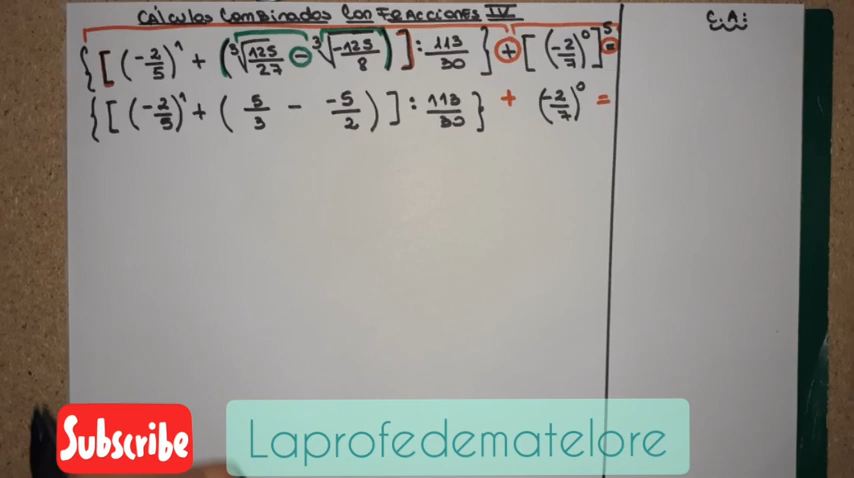 CÁlculos Combinados Con FRAcciones IV
C.A:
{[(-2/5)^1 + (∛125/27 - ∛-125/8)] : 113/30} + [(-2/7)^0]^5 =
{[(-2/5)^1 + (5/3 - -5/2)] : 113/30} + (-2/7)^0 =
Subscribe
Laprofedematelore